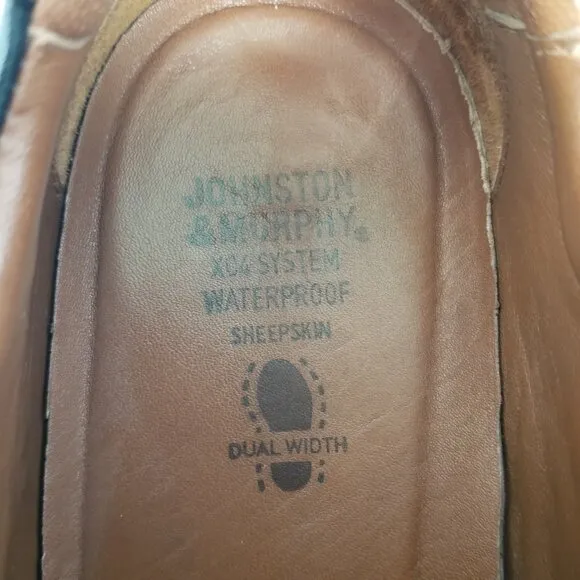 JOHNSTON
& MURPHY®
XC4 SYSTEM
WATERPROOF
SHEEPSKIN
DUAL WIDTH